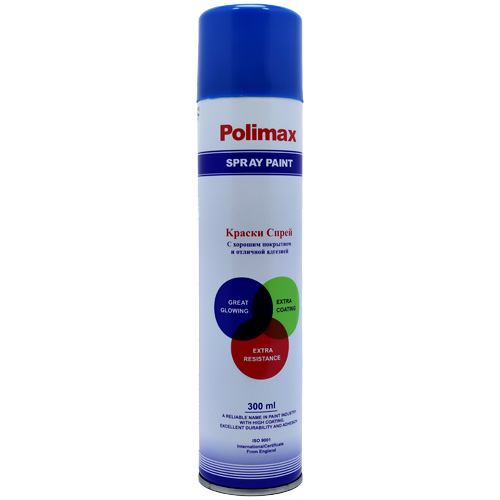 Polimax
SPRAY PAINT
Краски Спрей
С хорошим покрытием
и отличной адгезией
GREAT
GLOWING
EXTRA
COATING
EXTRA
RESISTANCE
300 ml
A RELIABLE NAME IN PAINT INDUSTRY
WITH HIGH COATING,
EXCELLENT DURABILITY AND ADHESION
ISO 9001
International Certificate
From England